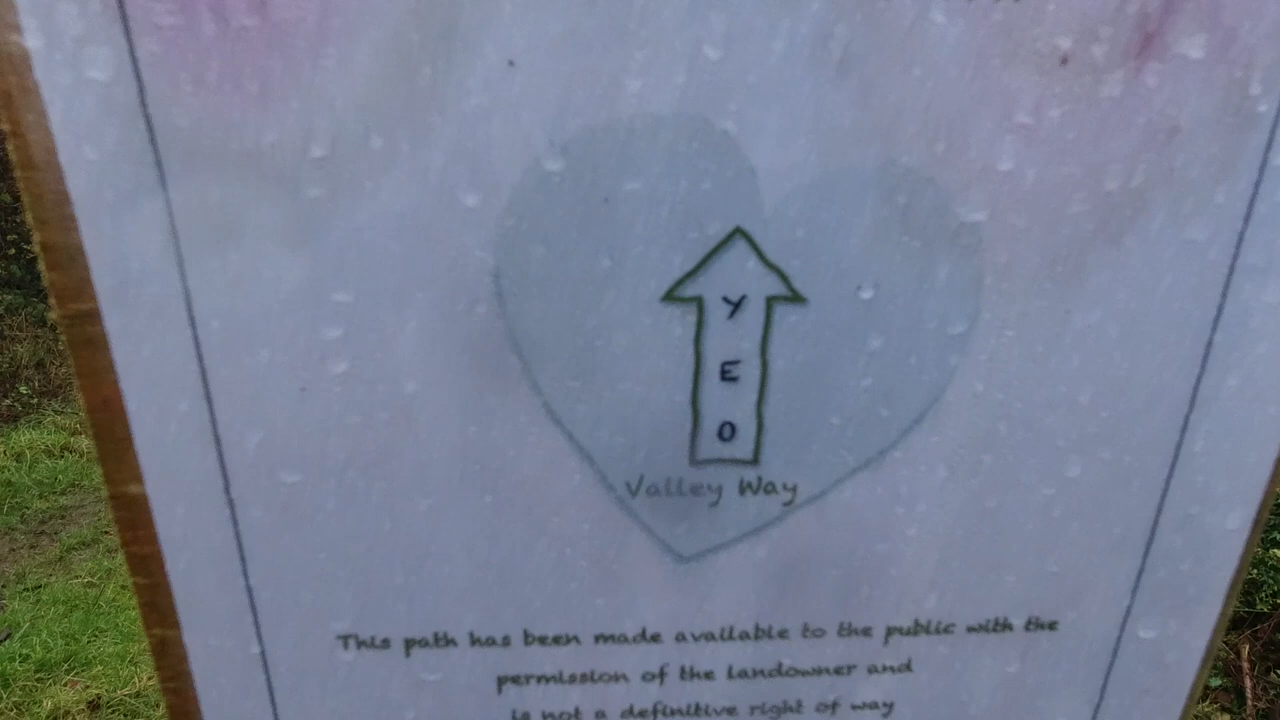 Y
E
O
Valley Way
This path has been made available to the public with the
permission of the landowner and
is not a definitive right of way